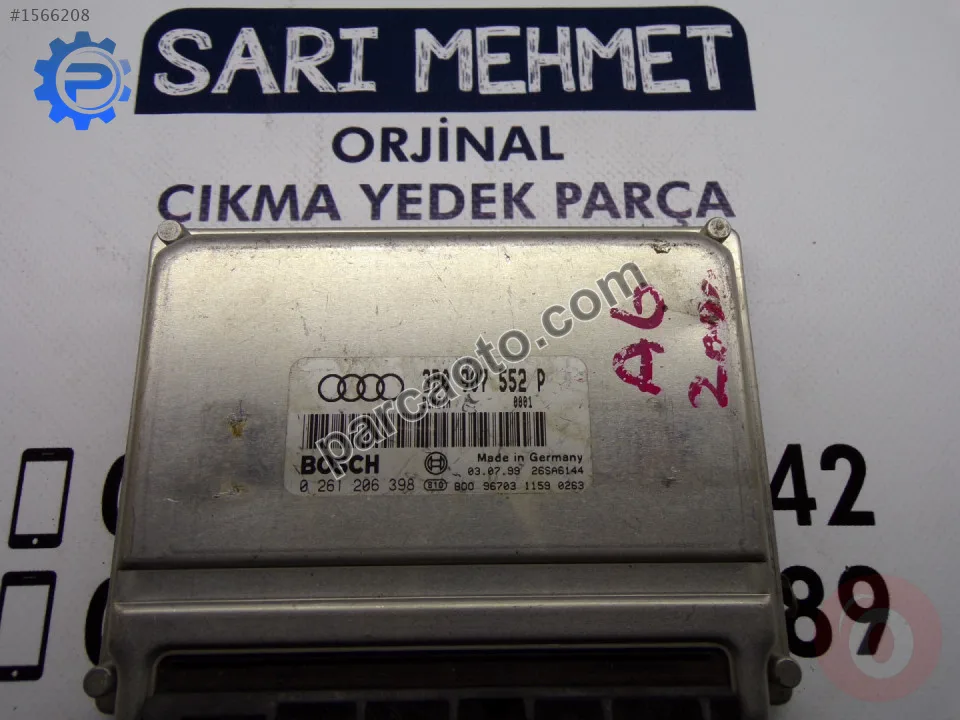 #1566208
SARI MEHMET
ORJİNAL
ÇIKMA YEDEK PARÇA
A6
parcaoto.com
552 P
0001
BOSCH
Made in Germany
03.07.99 26SA6144
0 261 206 398 BDO 96703 1159 0263
42
89